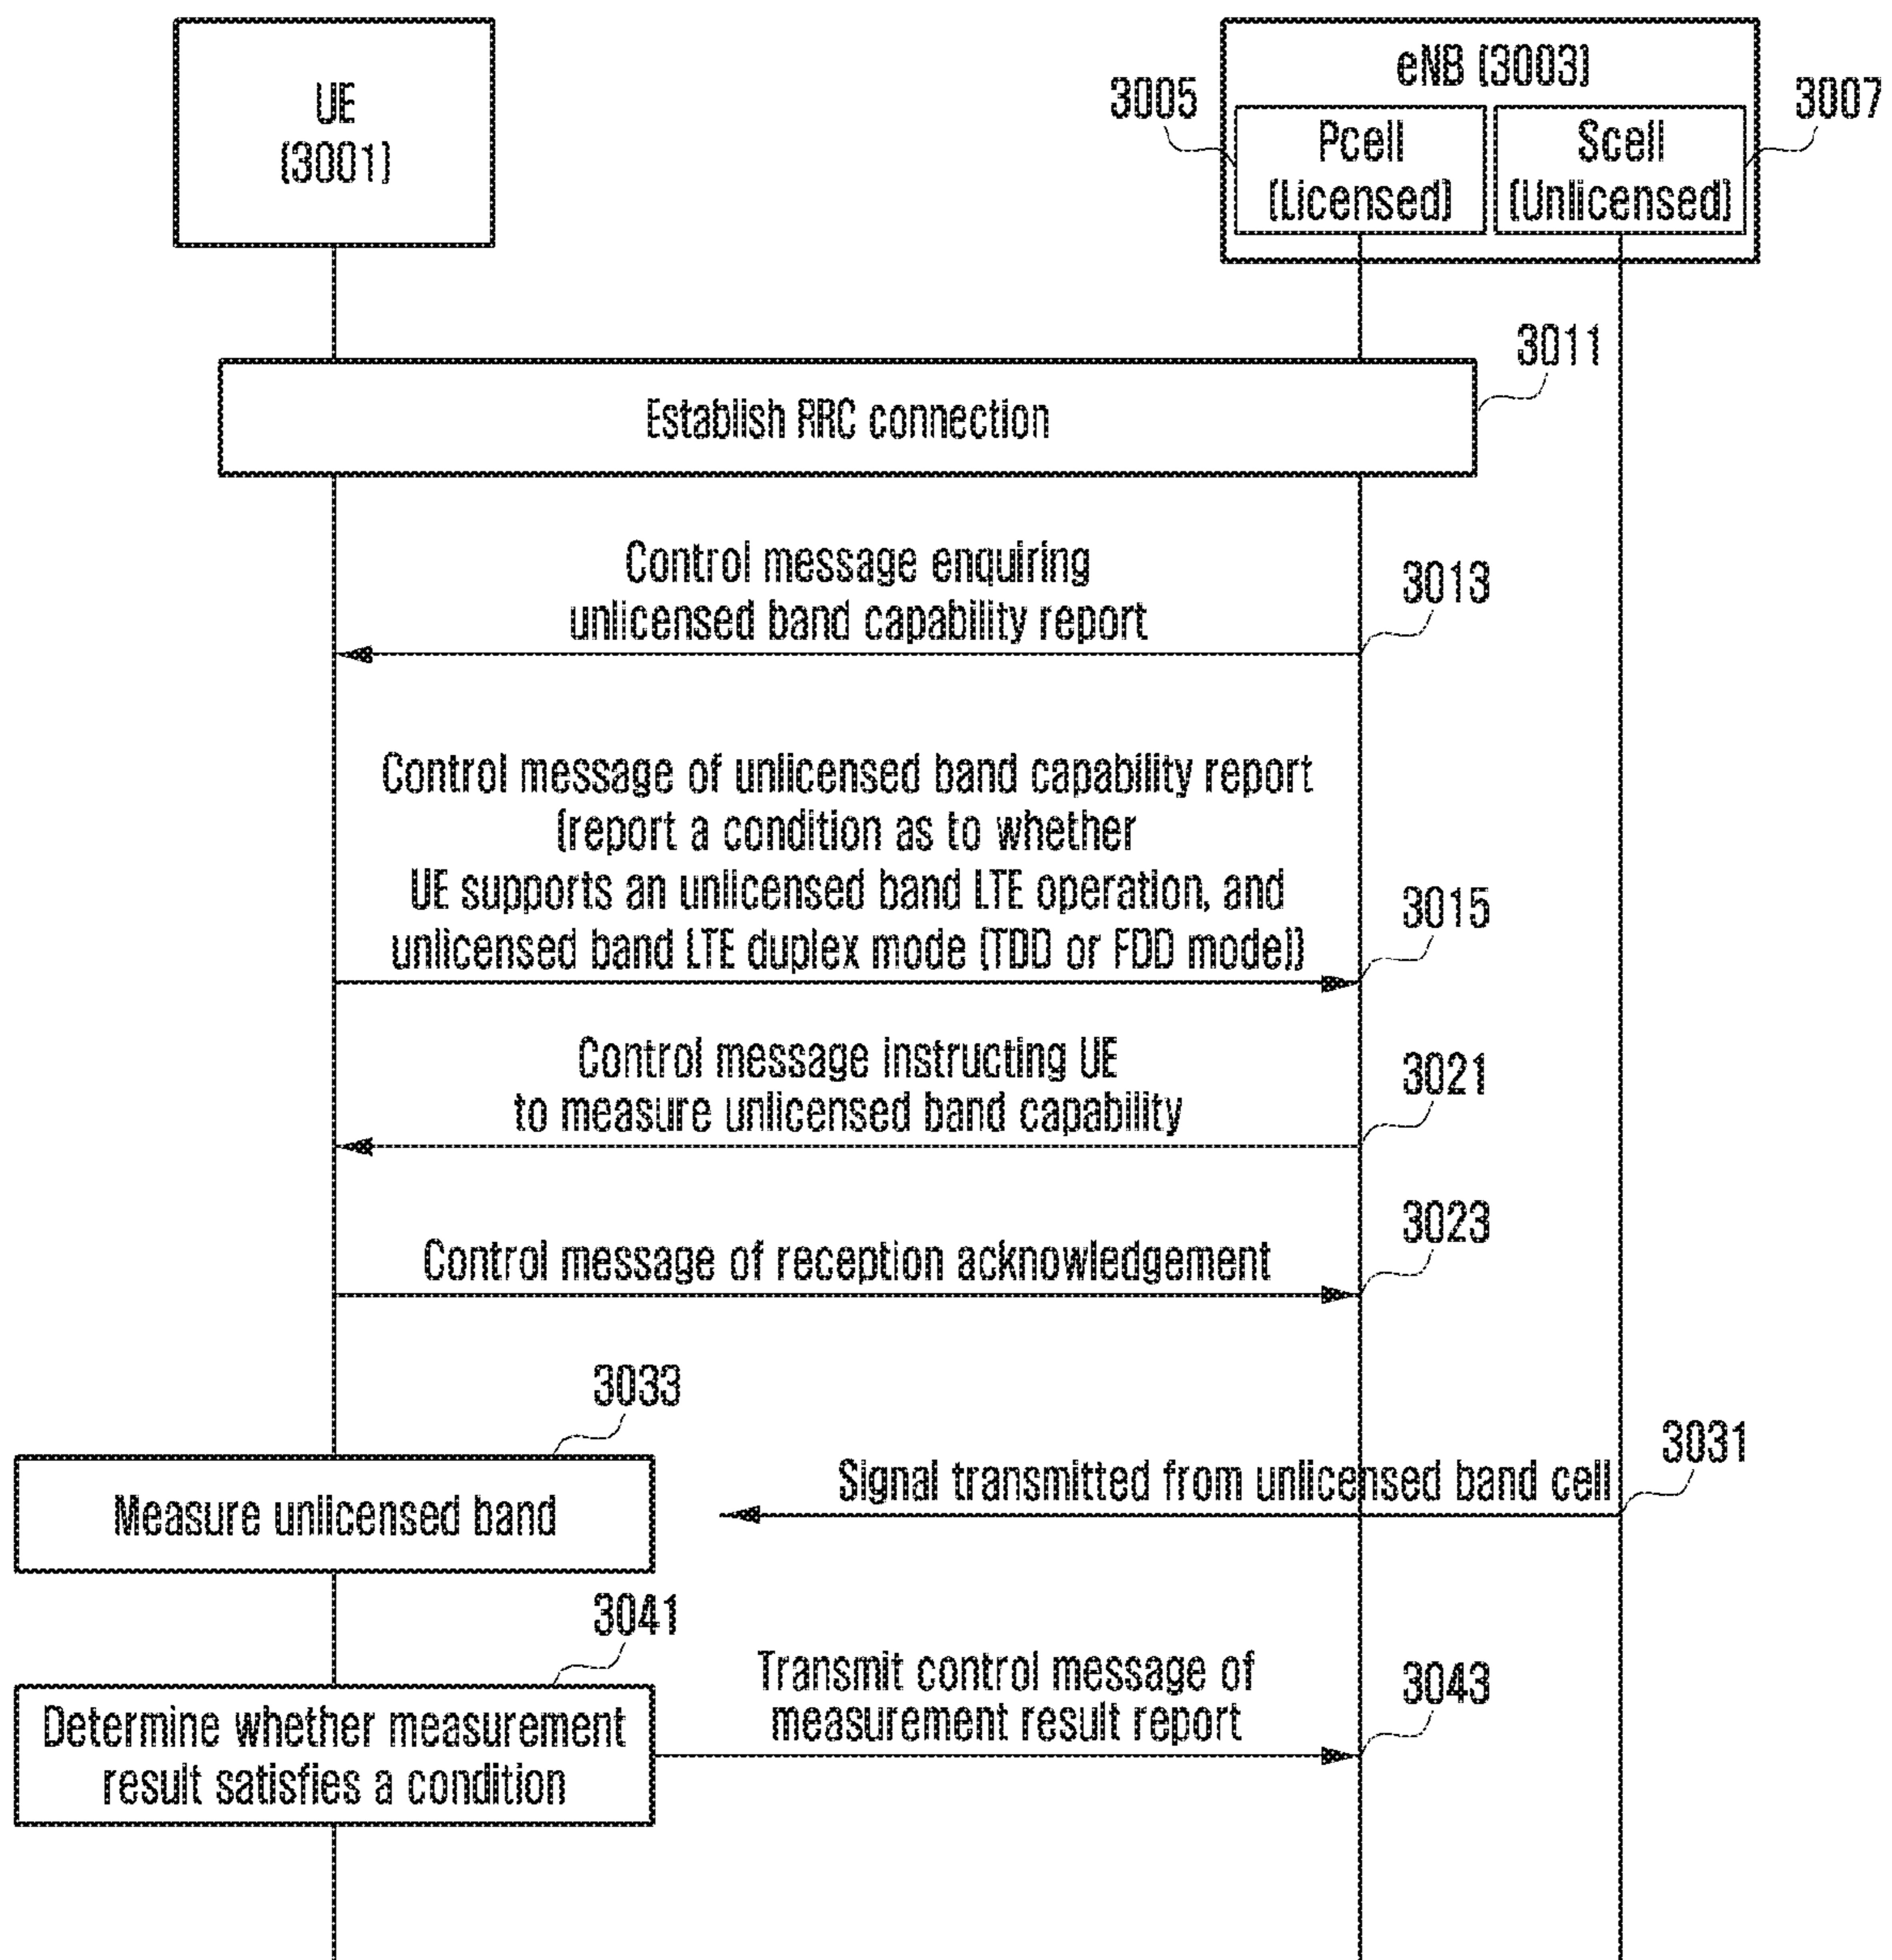 UE
(3001)
eNB (3003)
3005
Pcell
(Licensed)
Scell
(Unlicensed)
3007
3011
Establish RRC connection
Control message enquiring
unlicensed band capability report
3013
Control message of unlicensed band capability report
(report a condition as to whether
UE supports an unlicensed band LTE operation, and
unlicensed band LTE duplex mode (TDD or FDD mode))
3015
Control message instructing UE
to measure unlicensed band capability
3021
3023
Control message of reception acknowledgement
3033
Measure unlicensed band
Signal transmitted from unlicensed band cell
3031
3041
Determine whether measurement
result satisfies a condition
Transmit control message of
measurement result report
3043